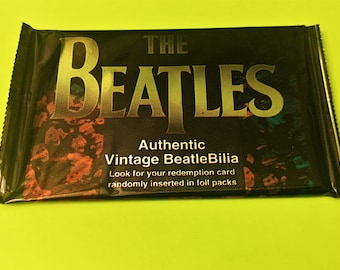 THE
BEATLES
Authentic
Vintage BeatleBilia
Look for your redemption card
randomly inserted in foil packs